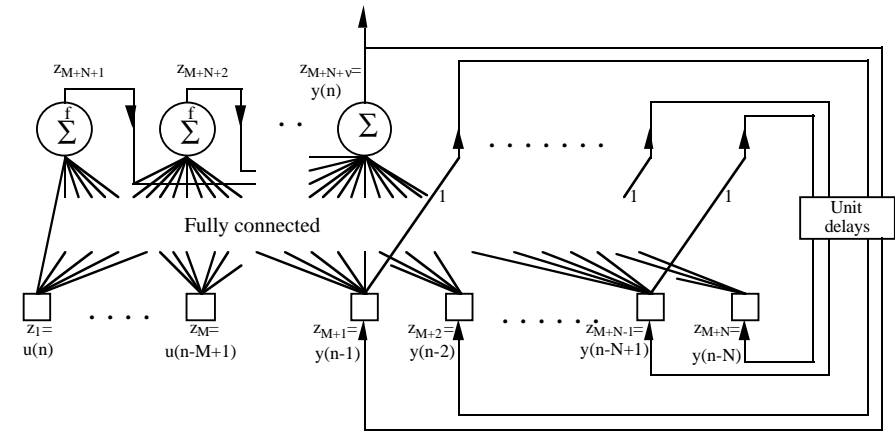 z_{M+N+1}
z_{M+N+2}
z_{M+N+ν}=
y(n)
f
Σ
f
Σ
Σ
. .
. . . . . . .
1
1
1
Unit
delays
Fully connected
. . . .
. . . . . .
z_1=
u(n)
z_M=
u(n-M+1)
z_{M+1}=
y(n-1)
z_{M+2}=
y(n-2)
z_{M+N-1}=
y(n-N+1)
z_{M+N}=
y(n-N)